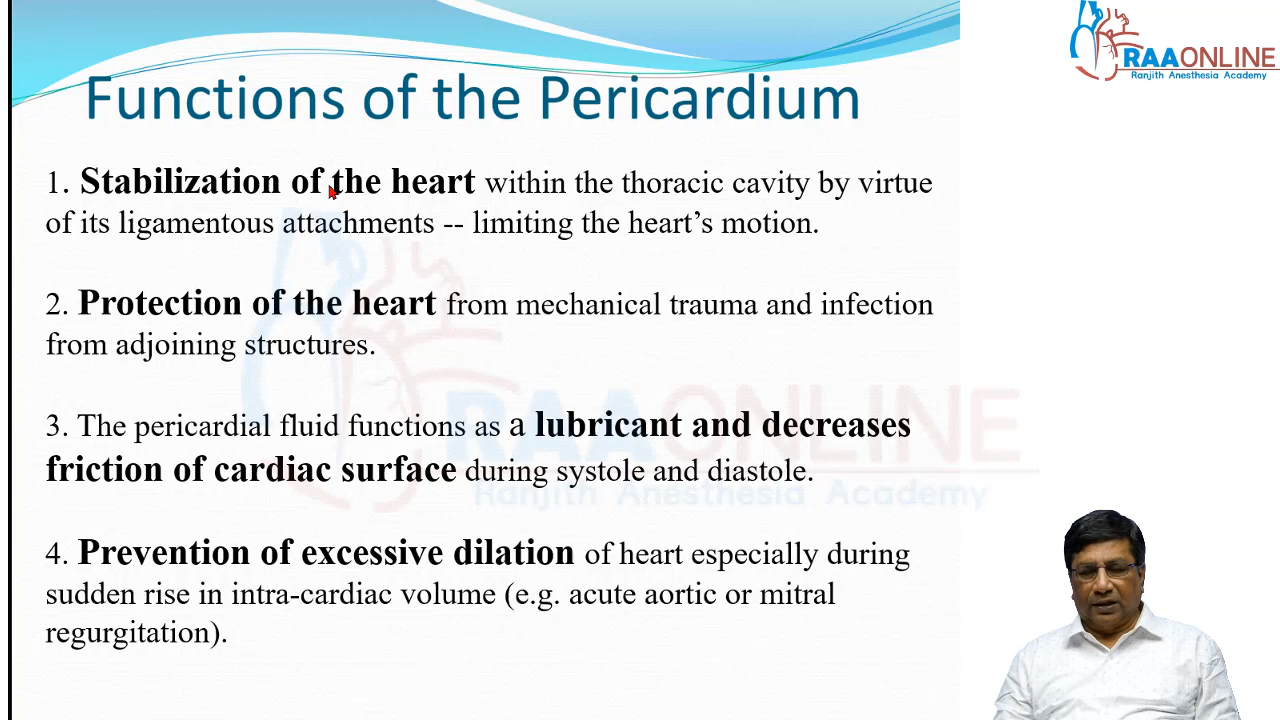 RAAONLINE
Ranjith Anesthesia Academy
Functions of the Pericardium
1. Stabilization of the heart within the thoracic cavity by virtue
of its ligamentous attachments -- limiting the heart’s motion.
2. Protection of the heart from mechanical trauma and infection
from adjoining structures.
3. The pericardial fluid functions as a lubricant and decreases
friction of cardiac surface during systole and diastole.
4. Prevention of excessive dilation of heart especially during
sudden rise in intra-cardiac volume (e.g. acute aortic or mitral
regurgitation).
RAAONLINE
Ranjith Anesthesia Academy